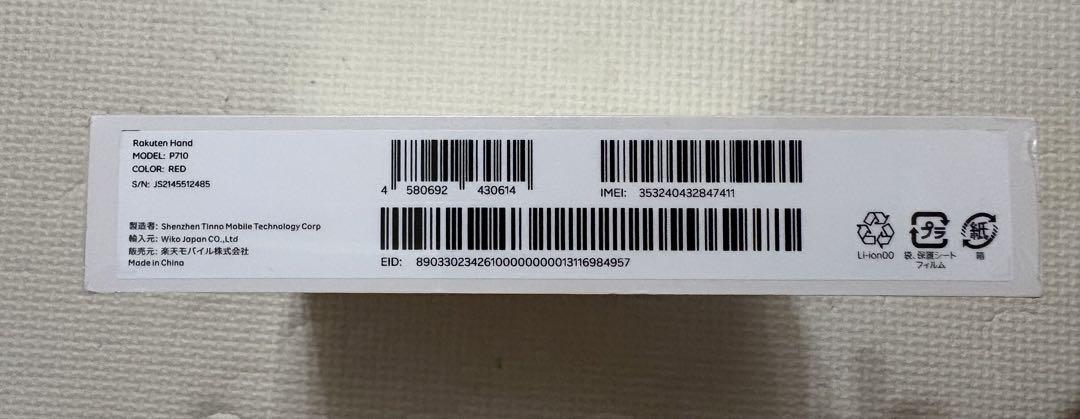 Rakuten Hand
MODEL: P710
COLOR: RED
S/N: JS2145512485
製造者: Shenzhen Tinno Mobile Technology Corp
輸入元: Wiko Japan CO.,Ltd
販売元: 楽天モバイル株式会社
Made in China
4 580692 430614
IMEI: 353240432847411
EID: 89033023426100000000013116984957
Li-ion00
プラ
袋、保護シート
フィルム
紙
箱